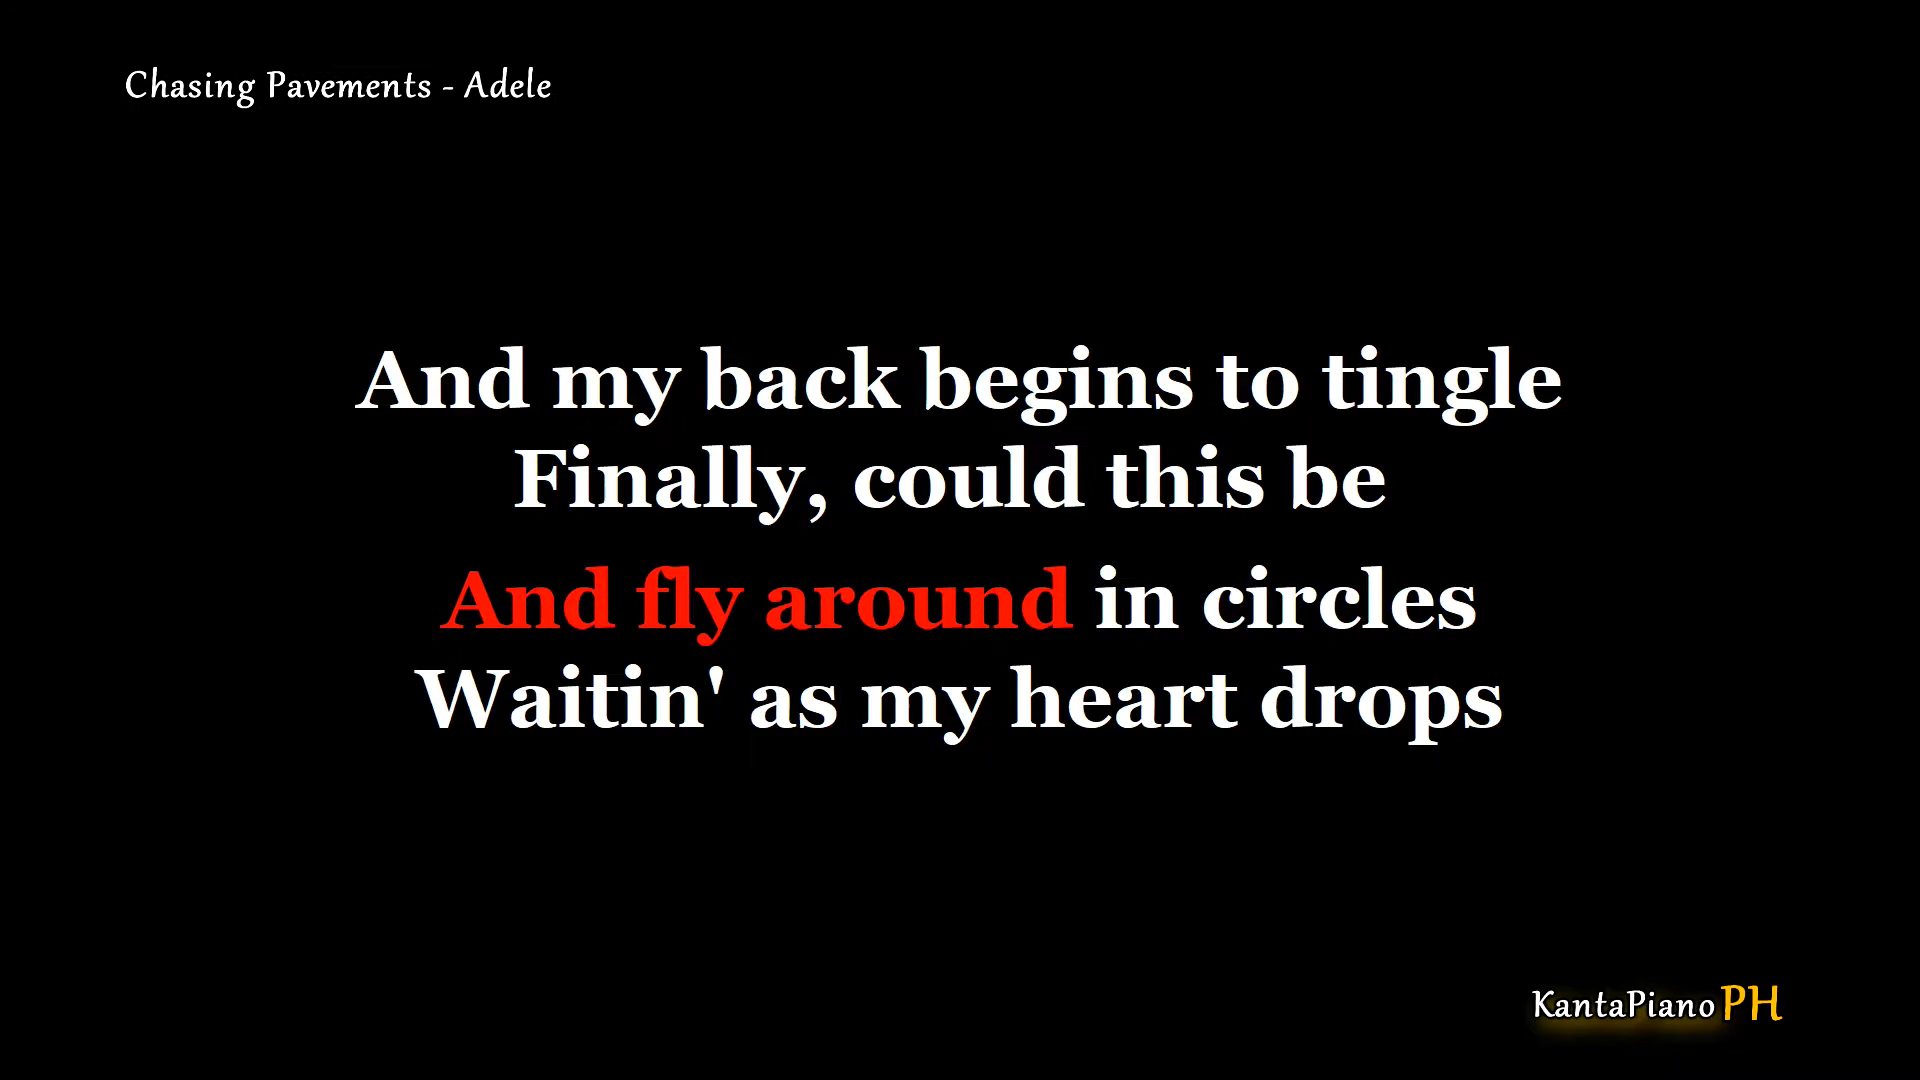 Chasing Pavements - Adele
And my back begins to tingle
Finally, could this be
And fly around in circles
Waitin' as my heart drops
KantaPiano PH